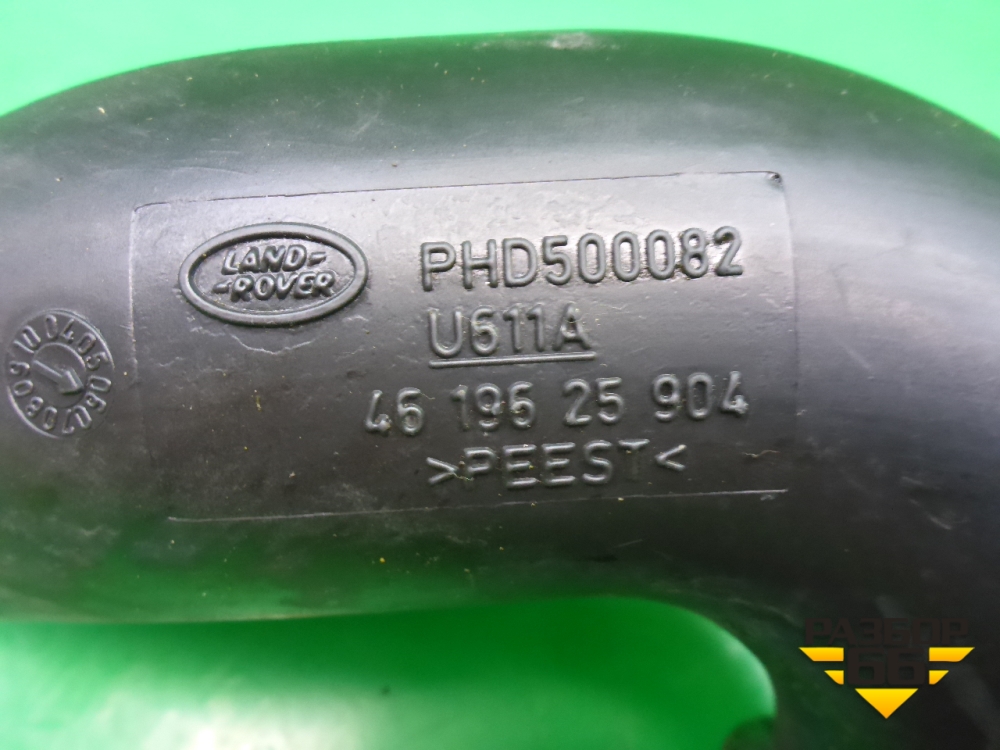 LAND-
-ROVER
PHD500082
U611A
46 196 25 904
>PEEST<
РАЗБОР
66